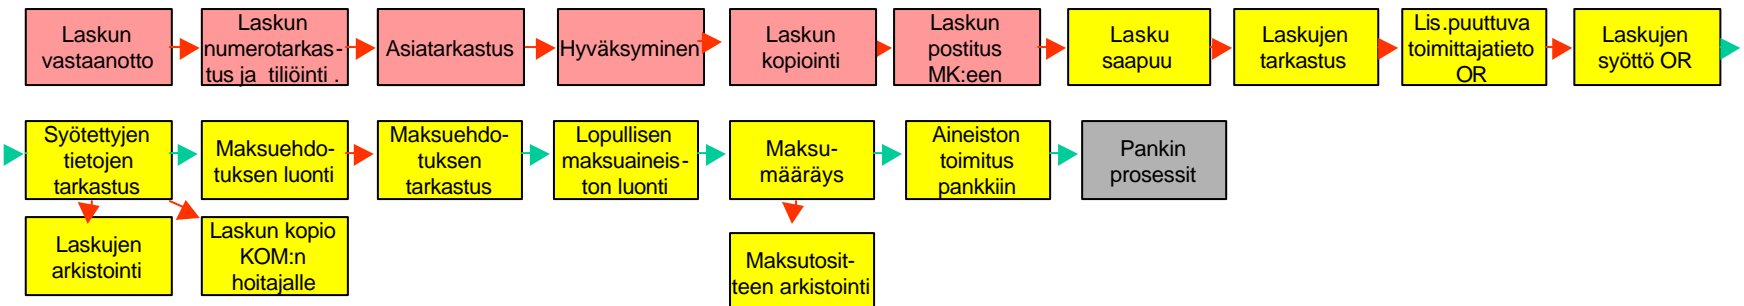 Laskun
vastaanotto
Laskun
numerotarkas-
tus ja tiliöinti .
Asiatarkastus
Hyväksyminen
Laskun
kopiointi
Laskun
postitus
MK:een
Lasku
saapuu
Laskujen
tarkastus
Lis.puuttuva
toimittajatieto
OR
Laskujen
syöttö OR
Syötettyjen
tietojen
tarkastus
Maksuehdo-
tuksen luonti
Maksuehdo-
tuksen
tarkastus
Lopullisen
maksuaineis-
ton luonti
Maksu-
määräys
Aineiston
toimitus
pankkiin
Pankin
prosessit
Laskujen
arkistointi
Laskun kopio
KOM:n
hoitajalle
Maksutosit-
teen arkistointi